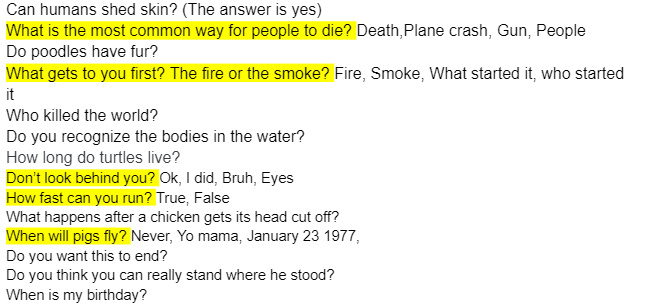 Can humans shed skin? (The answer is yes)
What is the most common way for people to die? Death,Plane crash, Gun, People
Do poodles have fur?
What gets to you first? The fire or the smoke? Fire, Smoke, What started it, who started
it
Who killed the world?
Do you recognize the bodies in the water?
How long do turtles live?
Don’t look behind you? Ok, I did, Bruh, Eyes
How fast can you run? True, False
What happens after a chicken gets its head cut off?
When will pigs fly? Never, Yo mama, January 23 1977,
Do you want this to end?
Do you think you can really stand where he stood?
When is my birthday?